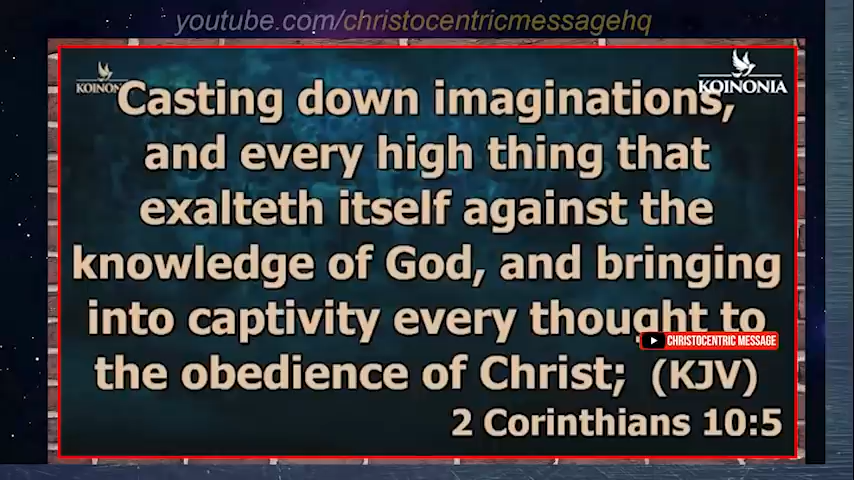 youtube.com/christocentricmessagehq
KOINON
KOINONIA
Casting down imaginations,
and every high thing that
exalteth itself against the
knowledge of God, and bringing
into captivity every thought to
CHRISTOCENTRIC MESSAGE
the obedience of Christ; (KJV)
2 Corinthians 10:5